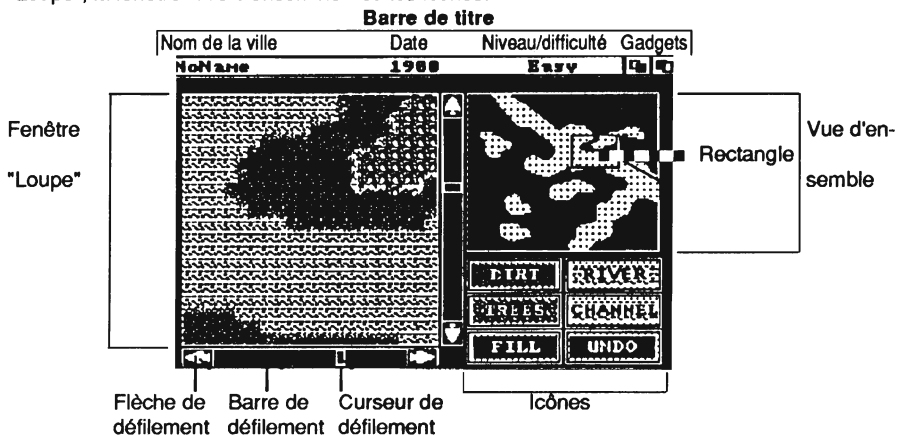 Barre de titre
Nom de la ville Date Niveau/difficulté Gadgets
NoName 1900 Easy
Fenêtre
"Loupe"
Rectangle
Vue d'en-
semble
DIRT RIVER
TREES CHANNEL
FILL UNDO
Flèche de
défilement
Barre de
défilement
Curseur de
défilement
Icônes